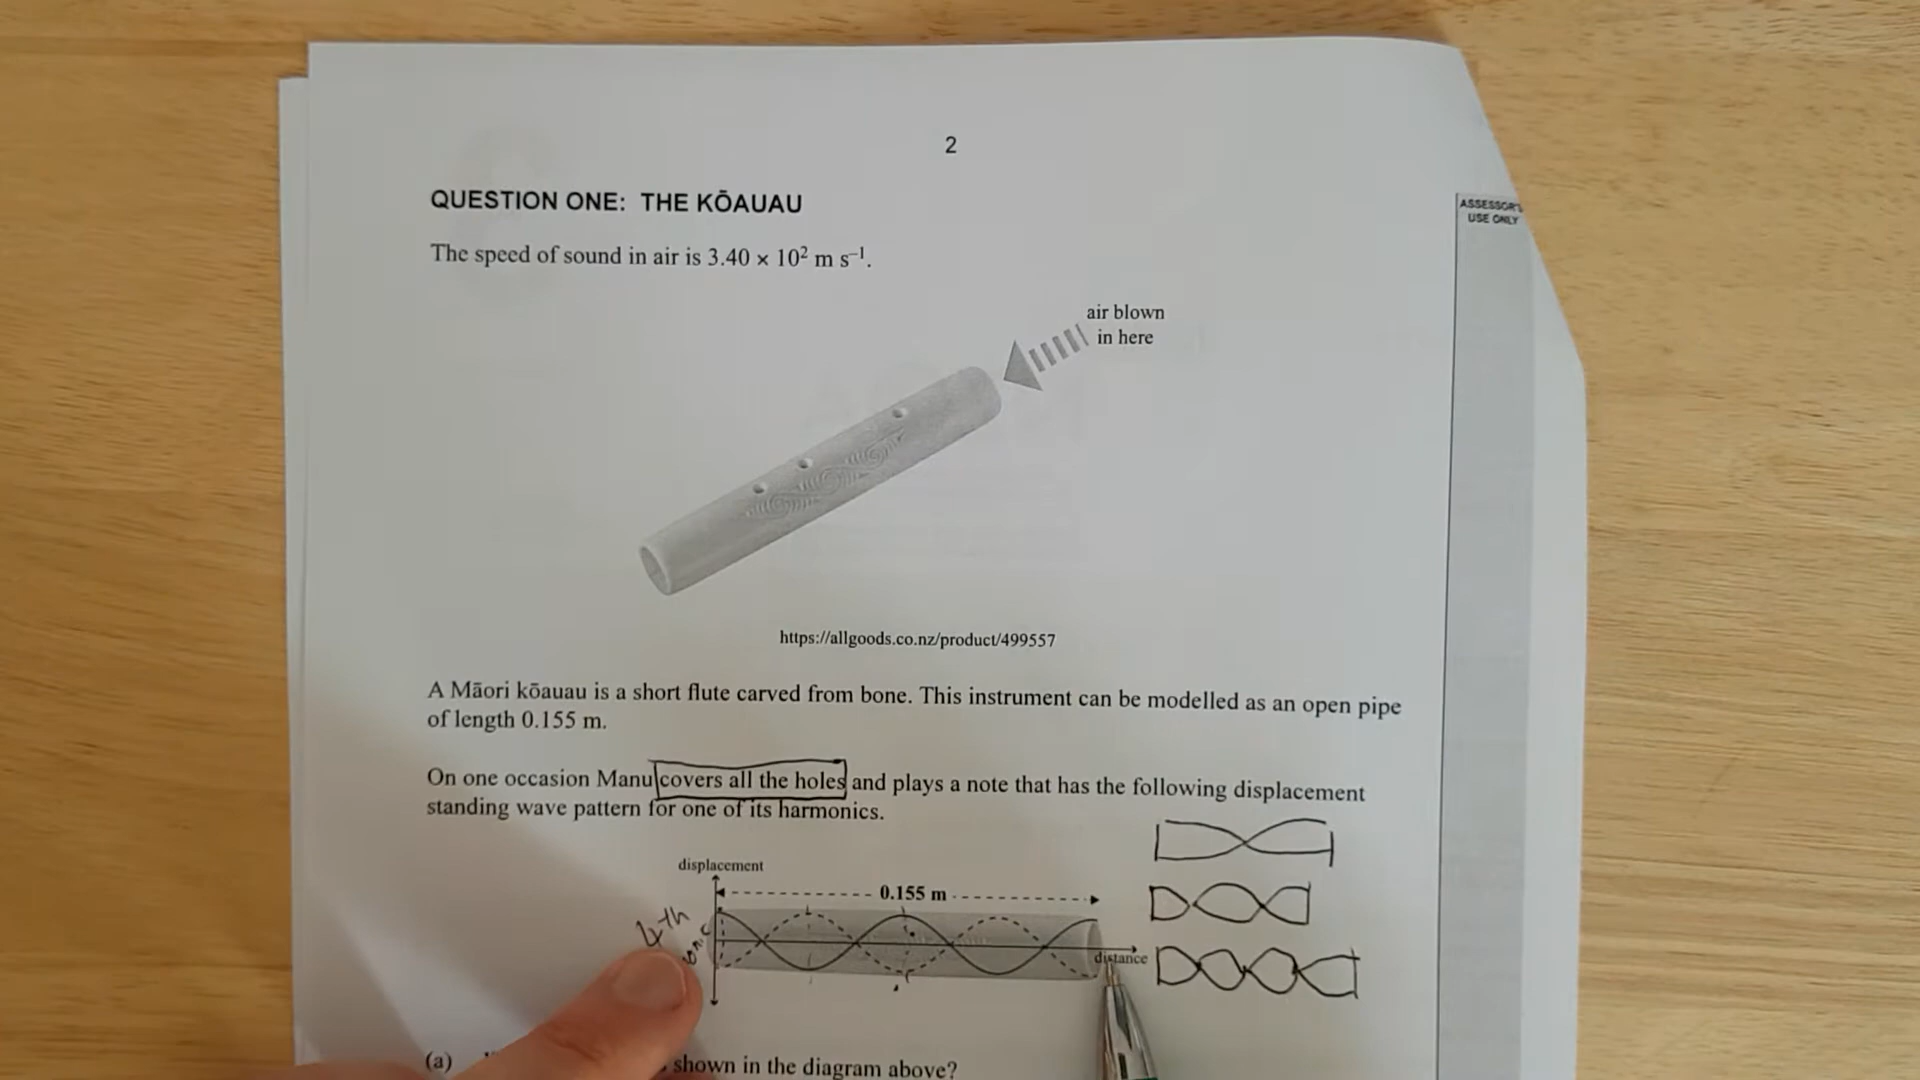 2
ASSESSOR'S
USE ONLY
QUESTION ONE: THE KŌAUAU
The speed of sound in air is 3.40 × 10² m s⁻¹.
air blown
in here
https://allgoods.co.nz/product/499557
A Māori kōauau is a short flute carved from bone. This instrument can be modelled as an open pipe
of length 0.155 m.
On one occasion Manu covers all the holes and plays a note that has the following displacement
standing wave pattern for one of its harmonics.
displacement
0.155 m
4th
distance
(a) shown in the diagram above?